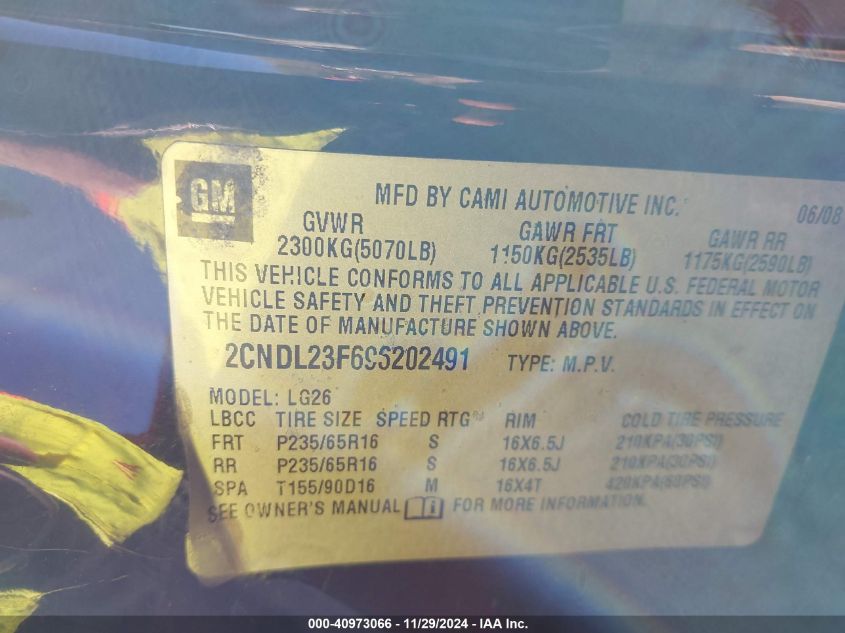 GM
MFD BY CAMI AUTOMOTIVE INC. 06/08
GVWR GAWR FRT GAWR RR
2300KG(5070LB) 1150KG(2535LB) 1175KG(2590LB)
THIS VEHICLE CONFORMS TO ALL APPLICABLE U.S. FEDERAL MOTOR
VEHICLE SAFETY AND THEFT PREVENTION STANDARDS IN EFFECT ON
THE DATE OF MANUFACTURE SHOWN ABOVE.
2CNDL23F696202491 TYPE: M.P.V.
MODEL: LG26
LBCC TIRE SIZE SPEED RTG RIM COLD TIRE PRESSURE
FRT P235/65R16 S 16X6.5J 210KPA(30PSI)
RR P235/65R16 S 16X6.5J 210KPA(30PSI)
SPA T155/90D16 M 16X4T 420KPA(60PSI)
SEE OWNER'S MANUAL FOR MORE INFORMATION.
000-40973066 - 11/29/2024 - IAA Inc.